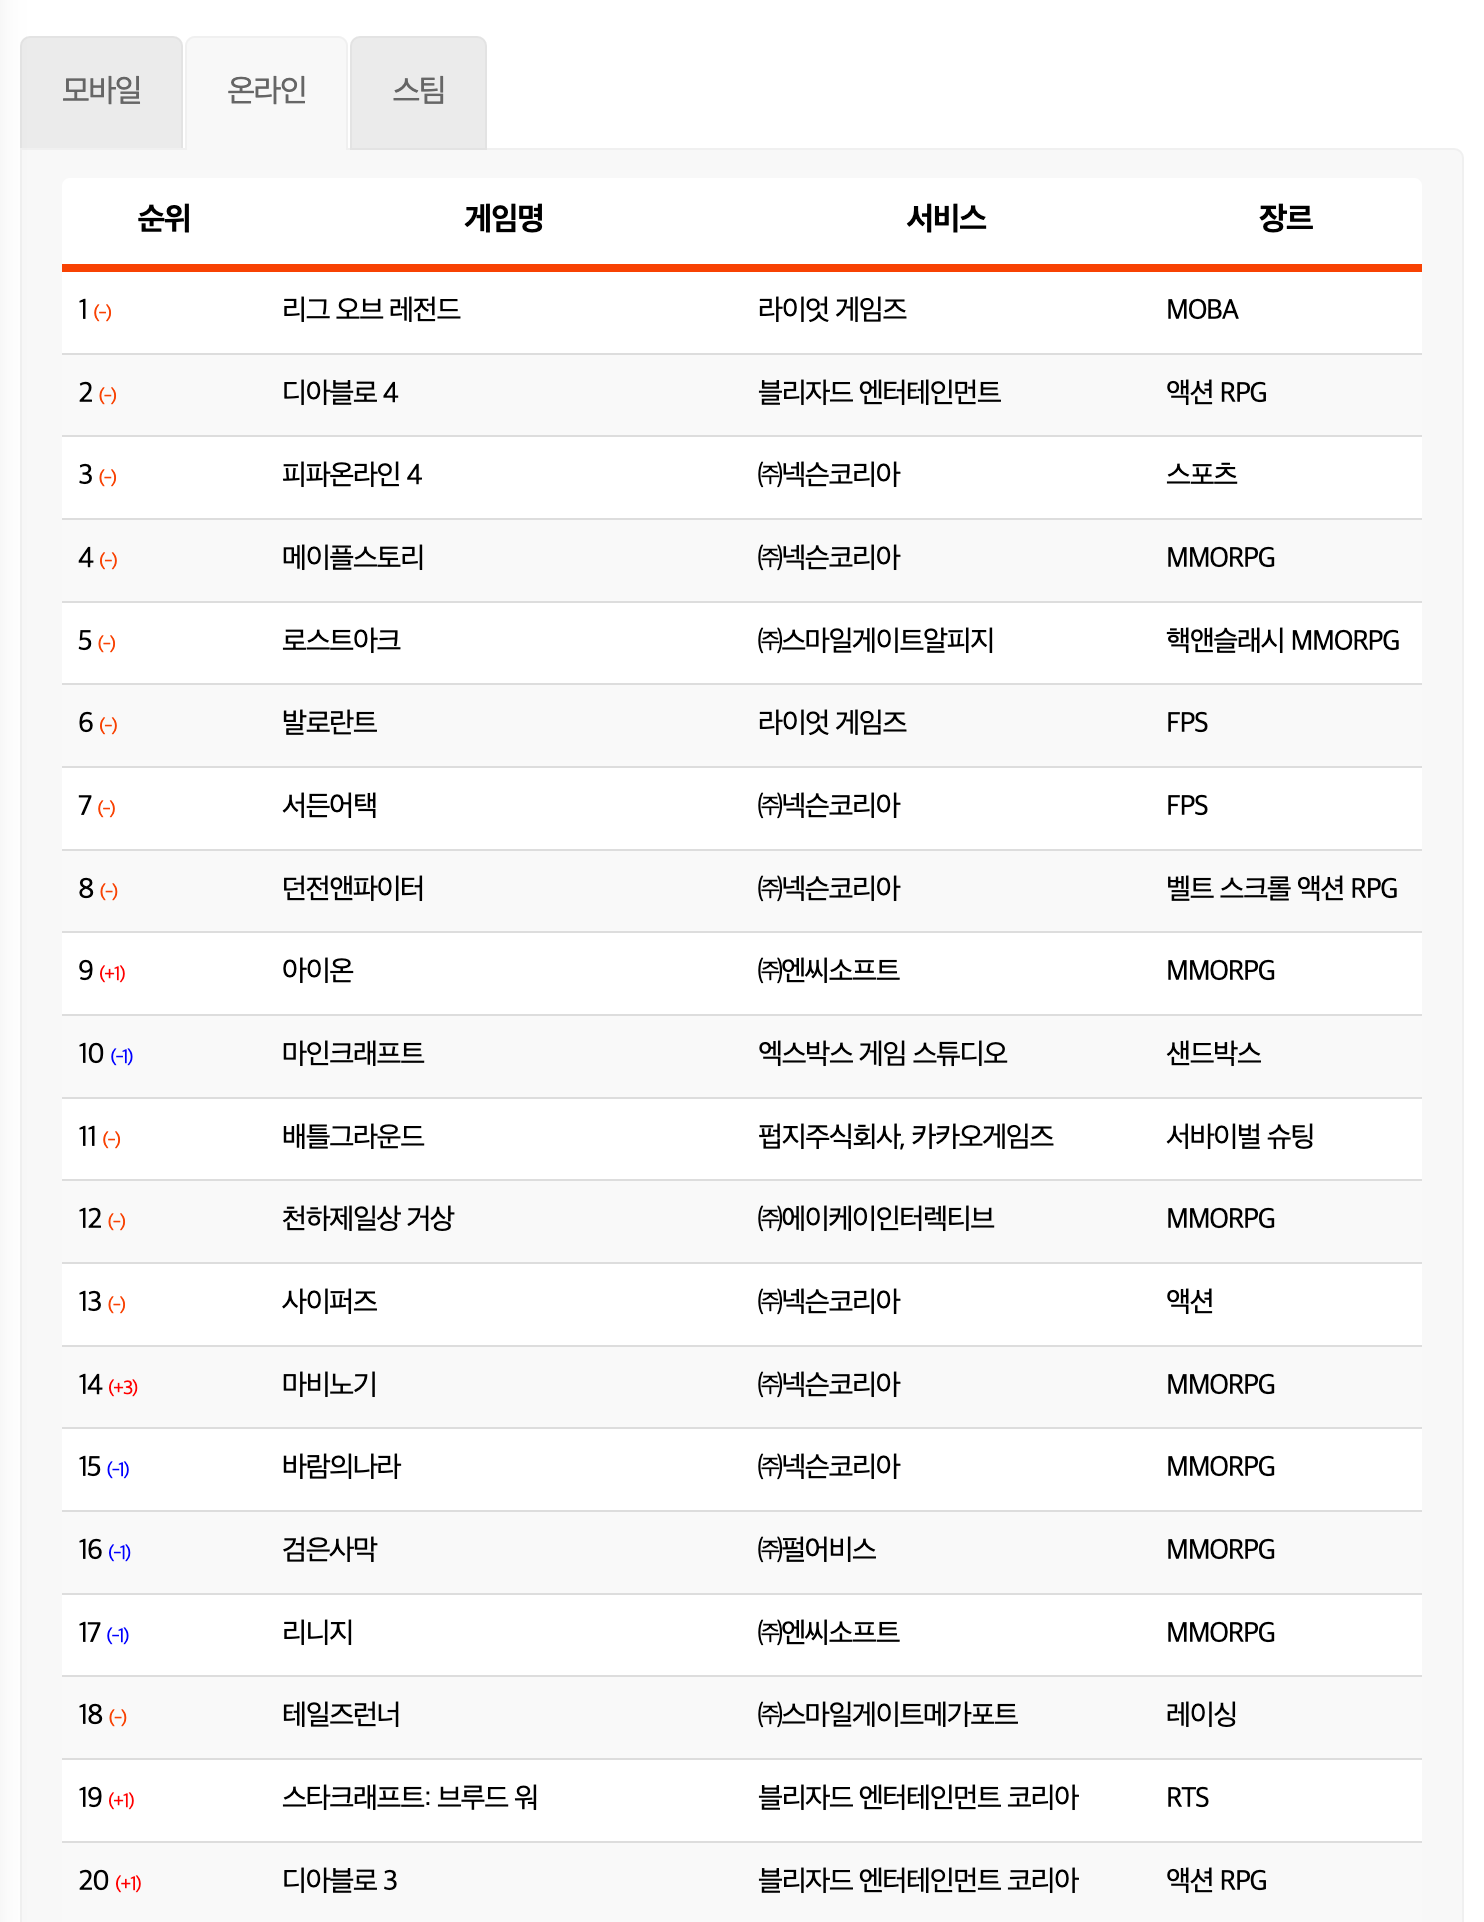 모바일 온라인 스팀
순위 게임명 서비스 장르
1 (-) 리그 오브 레전드 라이엇 게임즈 MOBA
2 (-) 디아블로 4 블리자드 엔터테인먼트 액션 RPG
3 (-) 피파온라인 4 ㈜넥슨코리아 스포츠
4 (-) 메이플스토리 ㈜넥슨코리아 MMORPG
5 (-) 로스트아크 ㈜스마일게이트알피지 핵앤슬래시 MMORPG
6 (-) 발로란트 라이엇 게임즈 FPS
7 (-) 서든어택 ㈜넥슨코리아 FPS
8 (-) 던전앤파이터 ㈜넥슨코리아 벨트 스크롤 액션 RPG
9 (+1) 아이온 ㈜엔씨소프트 MMORPG
10 (-1) 마인크래프트 엑스박스 게임 스튜디오 샌드박스
11 (-) 배틀그라운드 펍지주식회사, 카카오게임즈 서바이벌 슈팅
12 (-) 천하제일상 거상 ㈜에이케이인터렉티브 MMORPG
13 (-) 사이퍼즈 ㈜넥슨코리아 액션
14 (+3) 마비노기 ㈜넥슨코리아 MMORPG
15 (-1) 바람의나라 ㈜넥슨코리아 MMORPG
16 (-1) 검은사막 ㈜펄어비스 MMORPG
17 (-1) 리니지 ㈜엔씨소프트 MMORPG
18 (-) 테일즈런너 ㈜스마일게이트메가포트 레이싱
19 (+1) 스타크래프트: 브루드 워 블리자드 엔터테인먼트 코리아 RTS
20 (+1) 디아블로 3 블리자드 엔터테인먼트 코리아 액션 RPG